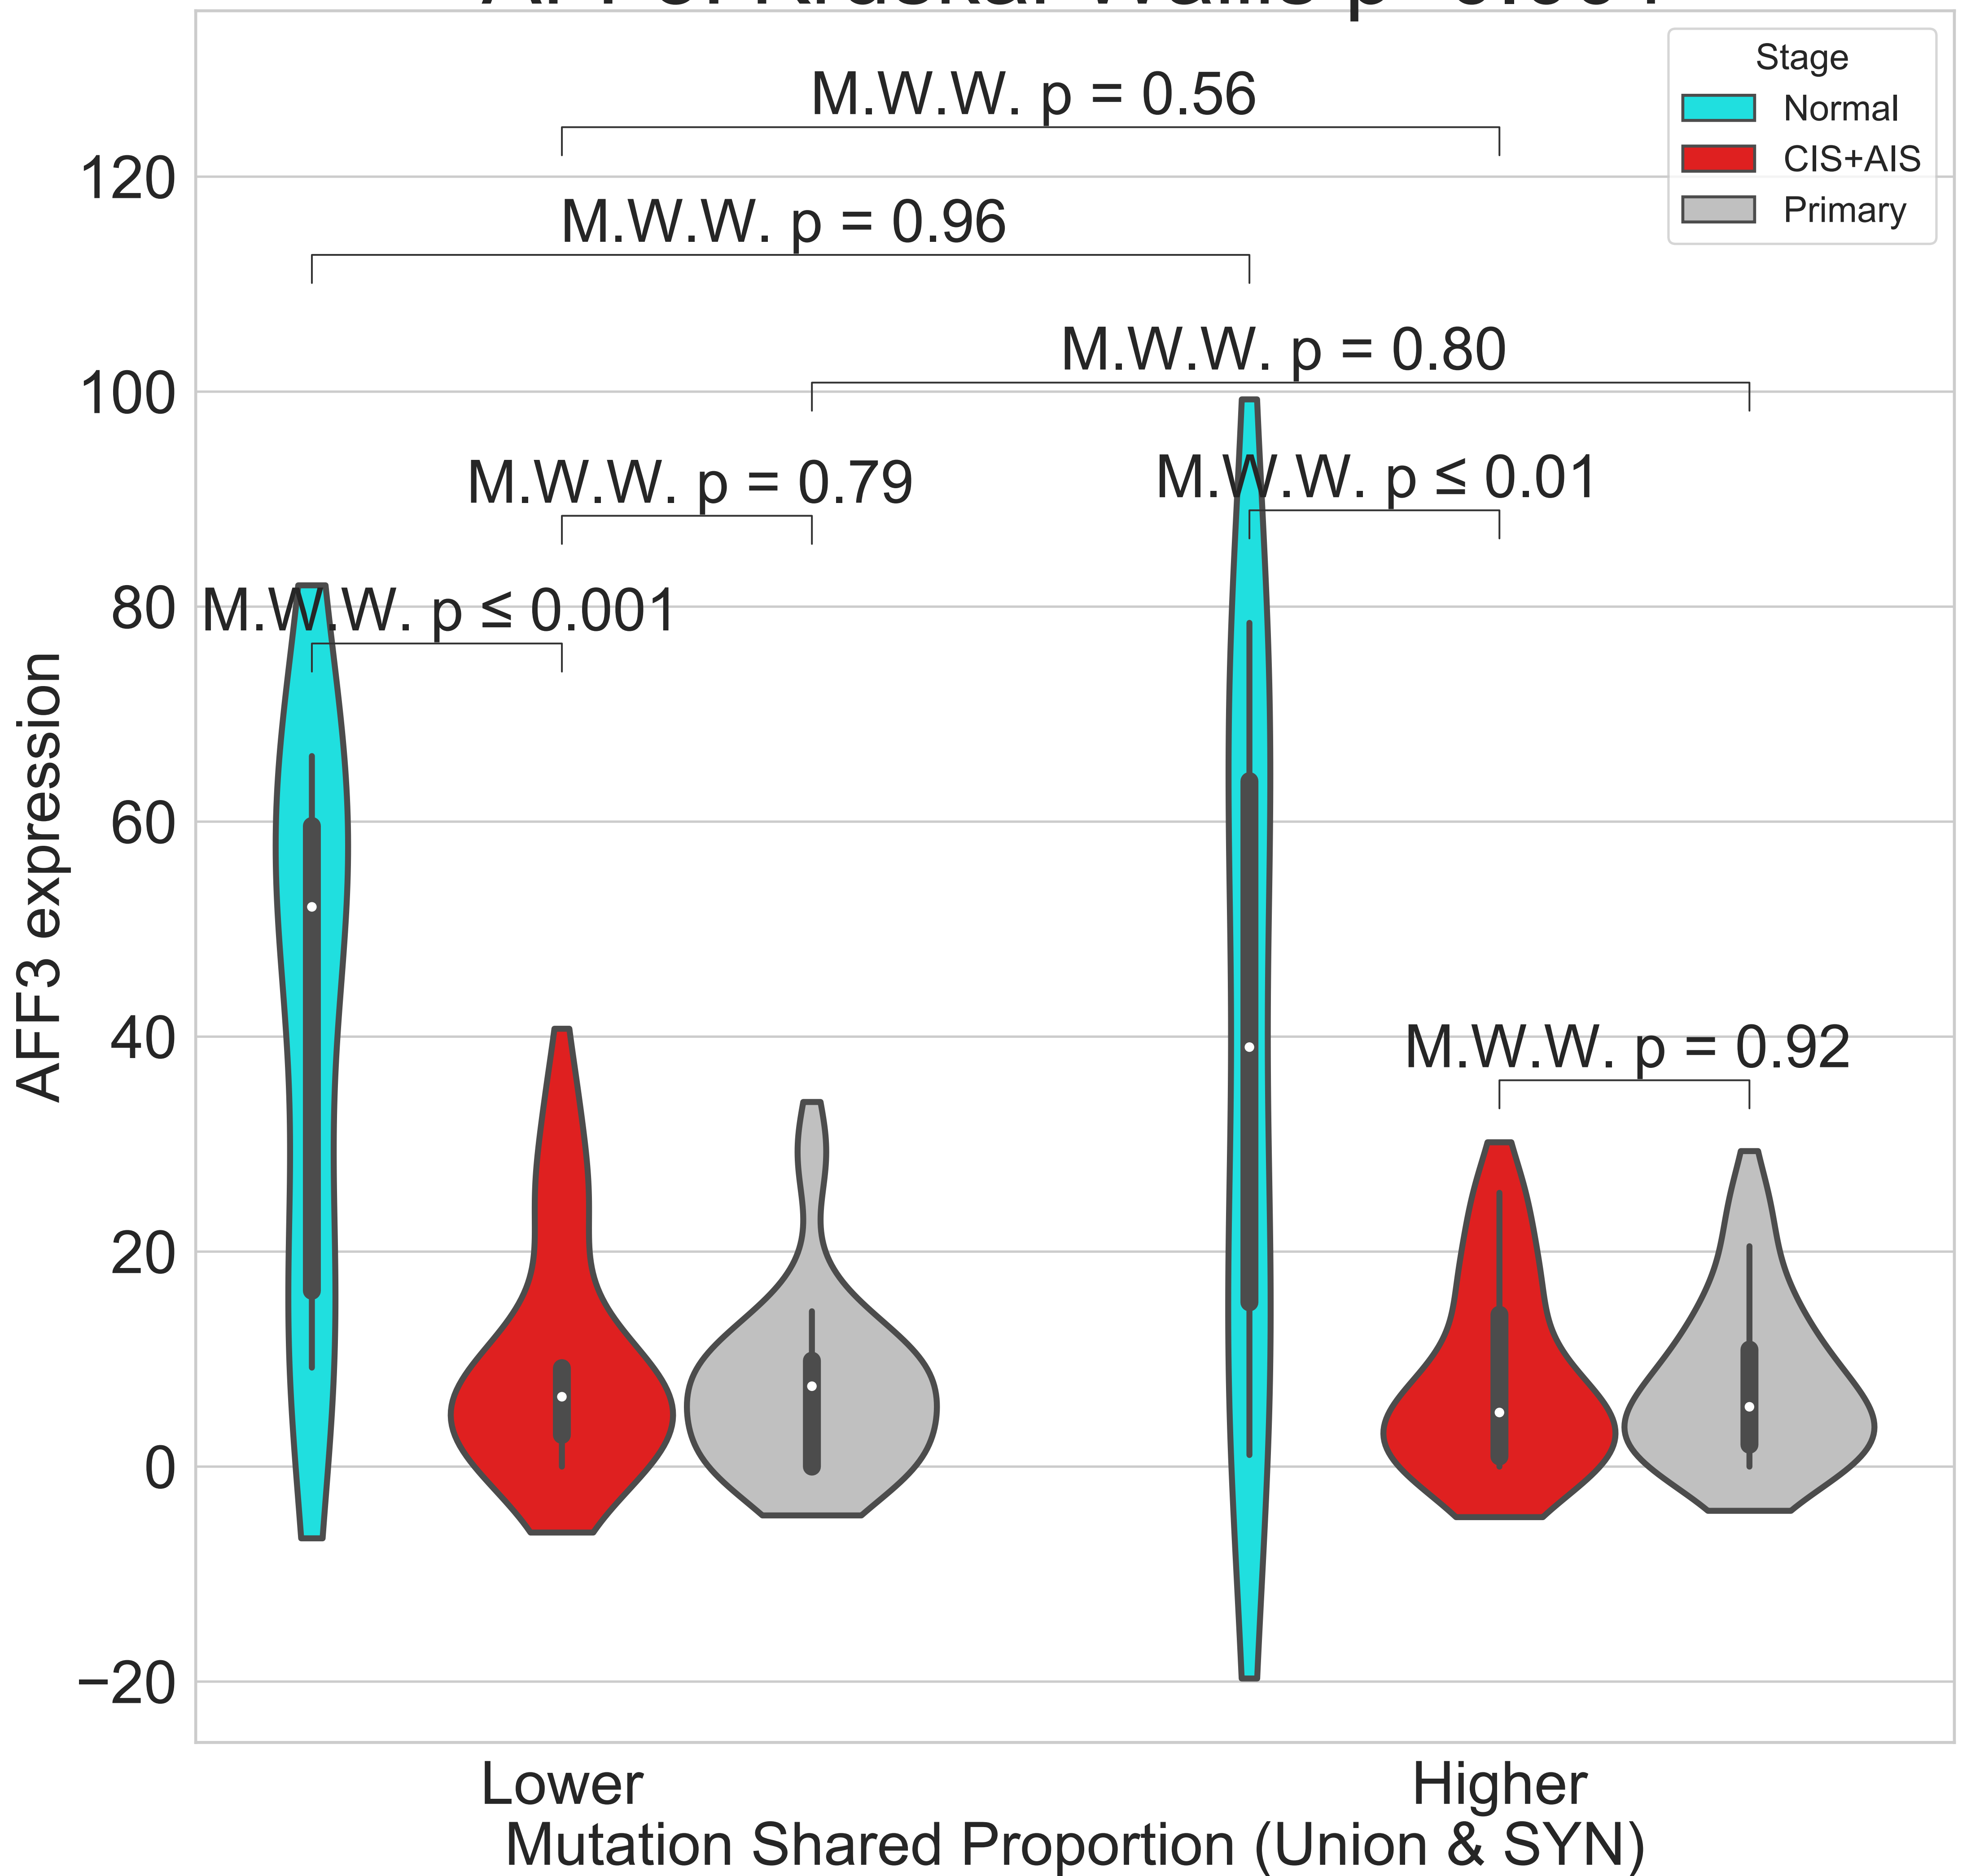 Stage
Normal
CIS+AIS
Primary
M.W.W. p = 0.56
M.W.W. p = 0.96
M.W.W. p = 0.80
M.W.W. p = 0.79
M.W.W. p ≤ 0.01
M.W.W. p ≤ 0.001
M.W.W. p = 0.92
120
100
80
60
40
20
0
−20
AFF3 expression
Lower
Higher
Mutation Shared Proportion (Union & SYN)